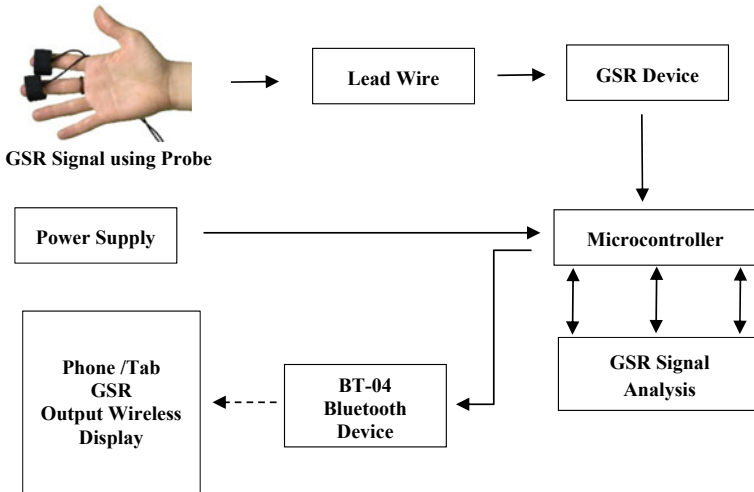 Lead Wire
GSR Device
GSR Signal using Probe
Power Supply
Microcontroller
Phone /Tab
GSR
Output Wireless
Display
BT-04
Bluetooth
Device
GSR Signal
Analysis